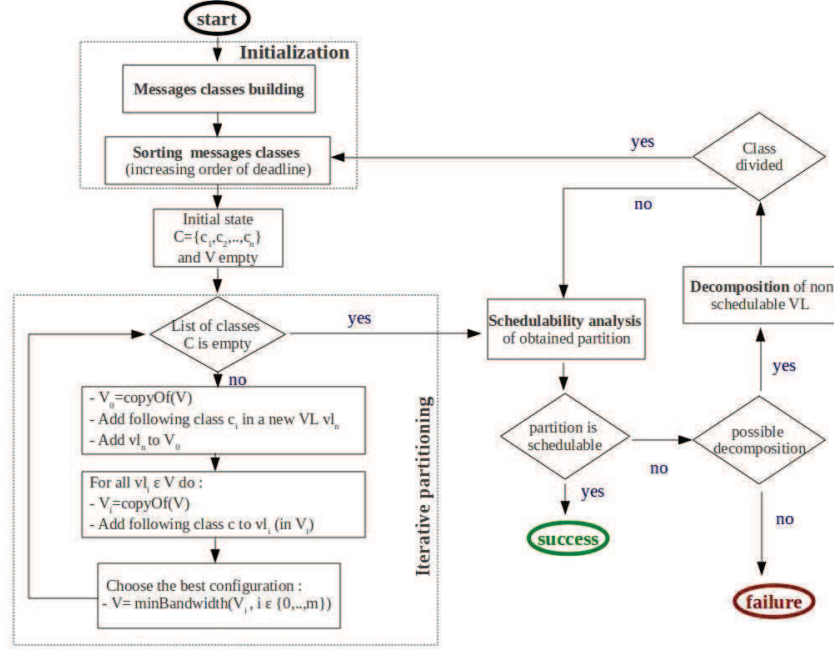 start
Initialization
Messages classes building
Sorting messages classes
(increasing order of deadline)
Initial state
C={c₁,c₂,..,cₙ}
and V empty
List of classes
C is empty
yes
no
- V₀=copyOf(V)
- Add following class cᵢ in a new VL vlₙ
- Add vlₙ to V₀
For all vlᵢ ε V do :
- Vᵢ=copyOf(V)
- Add following class c to vlᵢ (in Vᵢ)
Choose the best configuration :
- V= minBandwidth(Vᵢ , i ε {0,..,m})
Iterative partitioning
yes
Class
divided
no
Decomposition of non
schedulable VL
Schedulability analysis
of obtained partition
yes
partition is
schedulable
no
possible
decomposition
yes
no
success
failure